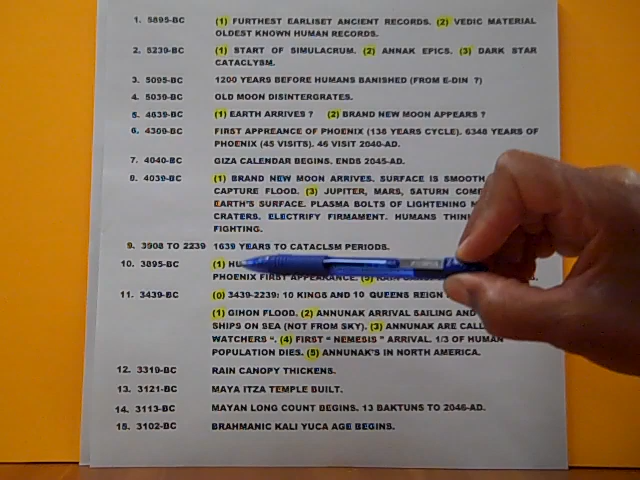 1. 5895-BC (1) FURTHEST EARLISET ANCIENT RECORDS. (2) VEDIC MATERIAL
OLDEST KNOWN HUMAN RECORDS.
2. 5239-BC (1) START OF SIMULACRUM. (2) ANNAK EPICS. (3) DARK STAR
CATACLYSM.
3. 5095-BC 1200 YEARS BEFORE HUMANS BANISHED (FROM E-DIN ?)
4. 5039-BC OLD MOON DISINTERGRATES.
5. 4639-BC (1) EARTH ARRIVES ? (2) BRAND NEW MOON APPEARS ?
6. 4309-BC FIRST APPREANCE OF PHOENIX (138 YEARS CYCLE). 6348 YEARS OF
PHOENIX (45 VISITS). 46 VISIT 2040-AD.
7. 4040-BC GIZA CALENDAR BEGINS. ENDS 2045-AD.
8. 4039-BC (1) BRAND NEW MOON ARRIVES. SURFACE IS SMOOTH
CAPTURE FLOOD. (3) JUPITER, MARS, SATURN
EARTH'S SURFACE. PLASMA BOLTS OF LIGHTENING
CRATERS. ELECTRIFY FIRMAMENT. HUMANS
FIGHTING.
9. 3908 TO 2239 1639 YEARS TO CATACLSM PERIODS.
10. 3895-BC (1)
PHOENIX FIRST APPEARANCE.
11. 3439-BC (0) 3439-2239: 10 KINGS AND 10 QUEENS REIGN
(1) GIHON FLOOD. (2) ANNUNAK ARRIVAL SAILING AND
SHIPS ON SEA (NOT FROM SKY). (3) ANNUNAK ARE
WATCHERS ". (4) FIRST " NEMESIS " ARRIVAL. 1/3 OF HUMAN
POPULATION DIES. (5) ANNUNAK'S IN NORTH AMERICA.
12. 3319-BC RAIN CANOPY THICKENS.
13. 3121-BC MAYA ITZA TEMPLE BUILT.
14. 3113-BC MAYAN LONG COUNT BEGINS. 13 BAKTUNS TO 2046-AD.
15. 3102-BC BRAHMANIC KALI YUCA AGE BEGINS.